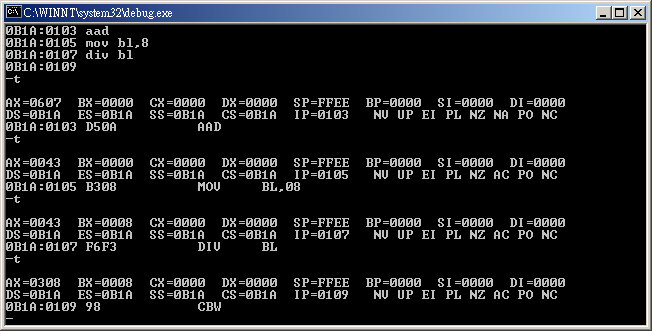 C:\WINNT\system32\debug.exe
0B1A:0103 aad
0B1A:0105 mov bl,8
0B1A:0107 div bl
0B1A:0109
-t
AX=0607  BX=0000  CX=0000  DX=0000  SP=FFEE  BP=0000  SI=0000  DI=0000
DS=0B1A  ES=0B1A  SS=0B1A  CS=0B1A  IP=0103   NV UP EI PL NZ NA PO NC
0B1A:0103 D50A          AAD
-t
AX=0043  BX=0000  CX=0000  DX=0000  SP=FFEE  BP=0000  SI=0000  DI=0000
DS=0B1A  ES=0B1A  SS=0B1A  CS=0B1A  IP=0105   NV UP EI PL NZ AC PO NC
0B1A:0105 B308          MOV     BL,08
-t
AX=0043  BX=0008  CX=0000  DX=0000  SP=FFEE  BP=0000  SI=0000  DI=0000
DS=0B1A  ES=0B1A  SS=0B1A  CS=0B1A  IP=0107   NV UP EI PL NZ AC PO NC
0B1A:0107 F6F3          DIV     BL
-t
AX=0308  BX=0008  CX=0000  DX=0000  SP=FFEE  BP=0000  SI=0000  DI=0000
DS=0B1A  ES=0B1A  SS=0B1A  CS=0B1A  IP=0109   NV UP EI PL NZ AC PO NC
0B1A:0109 98            CBW
-